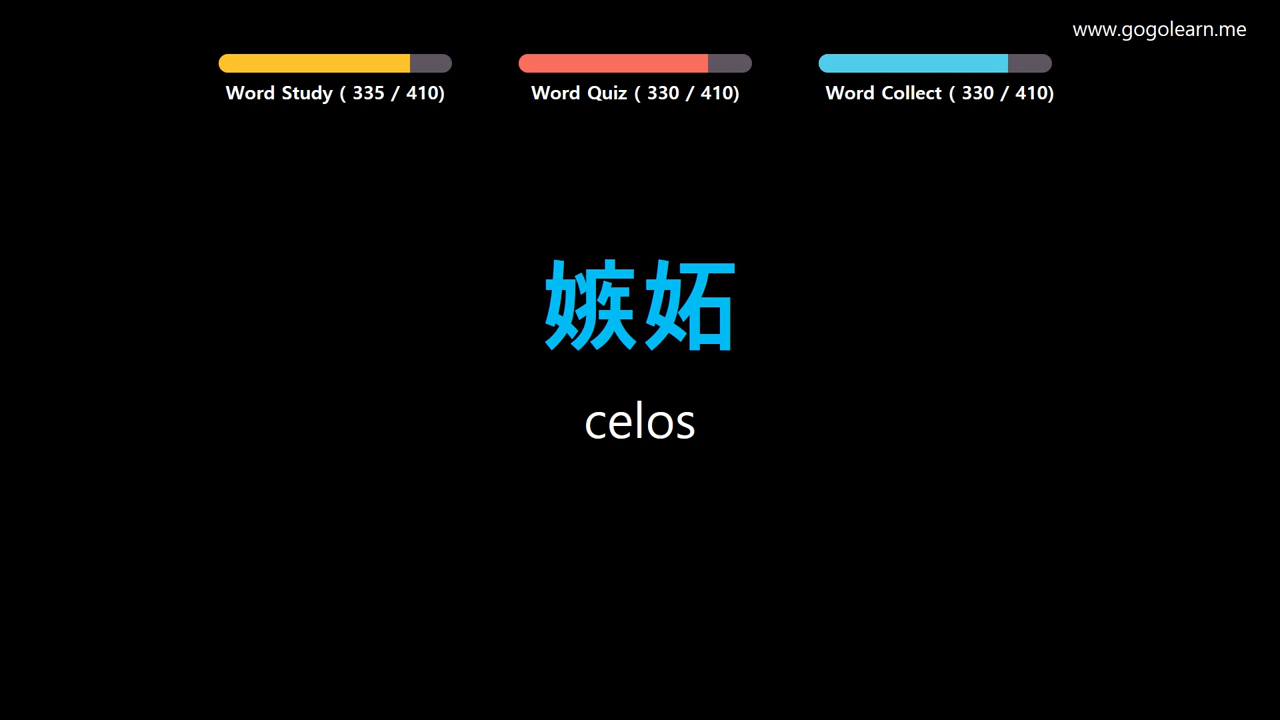 www.gogolearn.me
Word Study ( 335 / 410)
Word Quiz ( 330 / 410)
Word Collect ( 330 / 410)
嫉妬
celos